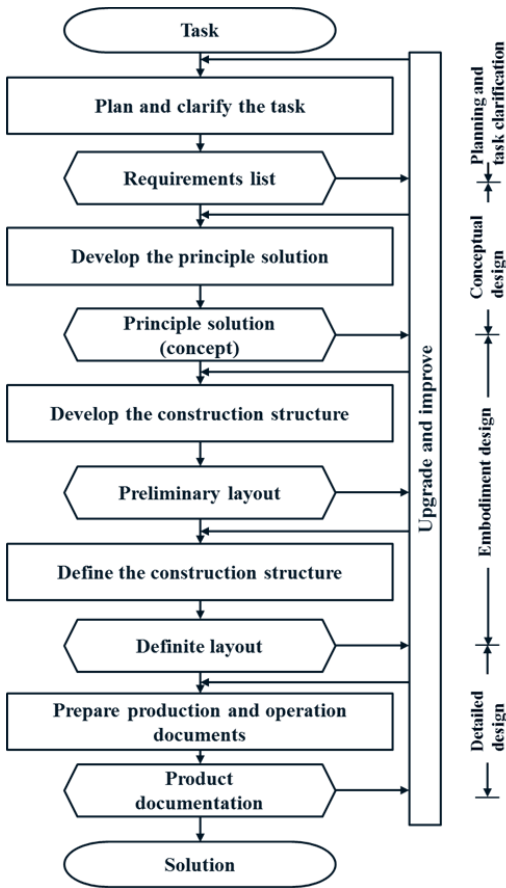 Task
Plan and clarify the task
Requirements list
Develop the principle solution
Principle solution
(concept)
Develop the construction structure
Preliminary layout
Define the construction structure
Definite layout
Prepare production and operation
documents
Product
documentation
Solution
Upgrade and improve
Planning and
task clarification
Conceptual
design
Embodiment design
Detailed
design